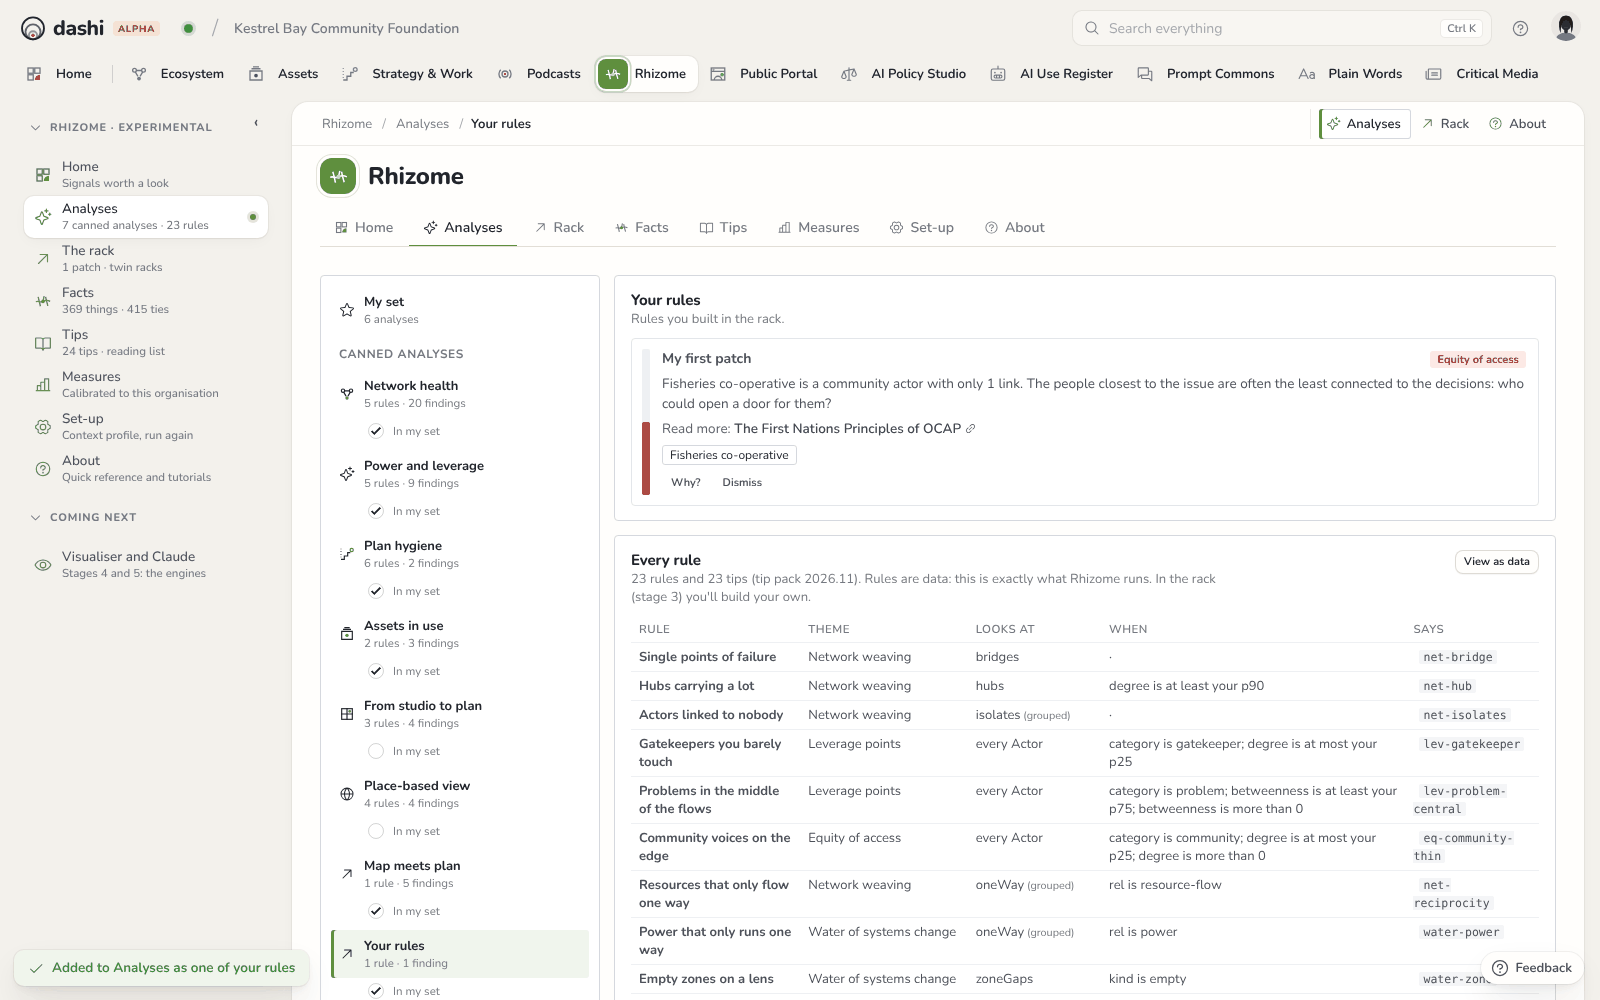 dashi ALPHA / Kestrel Bay Community Foundation
Search everything Ctrl K
Home Ecosystem Assets Strategy & Work Podcasts Rhizome Public Portal AI Policy Studio AI Use Register Prompt Commons Aa Plain Words Critical Media
RHIZOME · EXPERIMENTAL
Home
Signals worth a look
Analyses
7 canned analyses · 23 rules
The rack
1 patch · twin racks
Facts
369 things · 415 ties
Tips
24 tips · reading list
Measures
Calibrated to this organisation
Set-up
Context profile, run again
About
Quick reference and tutorials
COMING NEXT
Visualiser and Claude
Stages 4 and 5: the engines
Added to Analyses as one of your rules
Rhizome / Analyses / Your rules
Analyses Rack About
Rhizome
Home Analyses Rack Facts Tips Measures Set-up About
My set
6 analyses
CANNED ANALYSES
Network health
5 rules · 20 findings
In my set
Power and leverage
5 rules · 9 findings
In my set
Plan hygiene
6 rules · 2 findings
In my set
Assets in use
2 rules · 3 findings
In my set
From studio to plan
3 rules · 4 findings
In my set
Place-based view
4 rules · 4 findings
In my set
Map meets plan
1 rule · 5 findings
In my set
Your rules
1 rule · 1 finding
In my set
Your rules
Rules you built in the rack.
My first patch Equity of access
Fisheries co-operative is a community actor with only 1 link. The people closest to the issue are often the least connected to the decisions: who
could open a door for them?
Read more: The First Nations Principles of OCAP
Fisheries co-operative
Why? Dismiss
Every rule View as data
23 rules and 23 tips (tip pack 2026.11). Rules are data: this is exactly what Rhizome runs. In the rack
(stage 3) you'll build your own.
RULE THEME LOOKS AT WHEN SAYS
Single points of failure Network weaving bridges · net-bridge
Hubs carrying a lot Network weaving hubs degree is at least your p90 net-hub
Actors linked to nobody Network weaving isolates (grouped) · net-isolates
Gatekeepers you barely Leverage points every Actor category is gatekeeper; degree is at most your lev-gatekeeper
touch p25
Problems in the middle Leverage points every Actor category is problem; betweenness is at least your lev-problem-
of the flows p75; betweenness is more than 0 central
Community voices on the Equity of access every Actor category is community; degree is at most your eq-community-
edge p25; degree is more than 0 thin
Resources that only flow Network weaving oneWay (grouped) rel is resource-flow net-
one way reciprocity
Power that only runs one Water of systems change oneWay (grouped) rel is power water-power
way
Empty zones on a lens Water of systems change zoneGaps kind is empty
Feedback